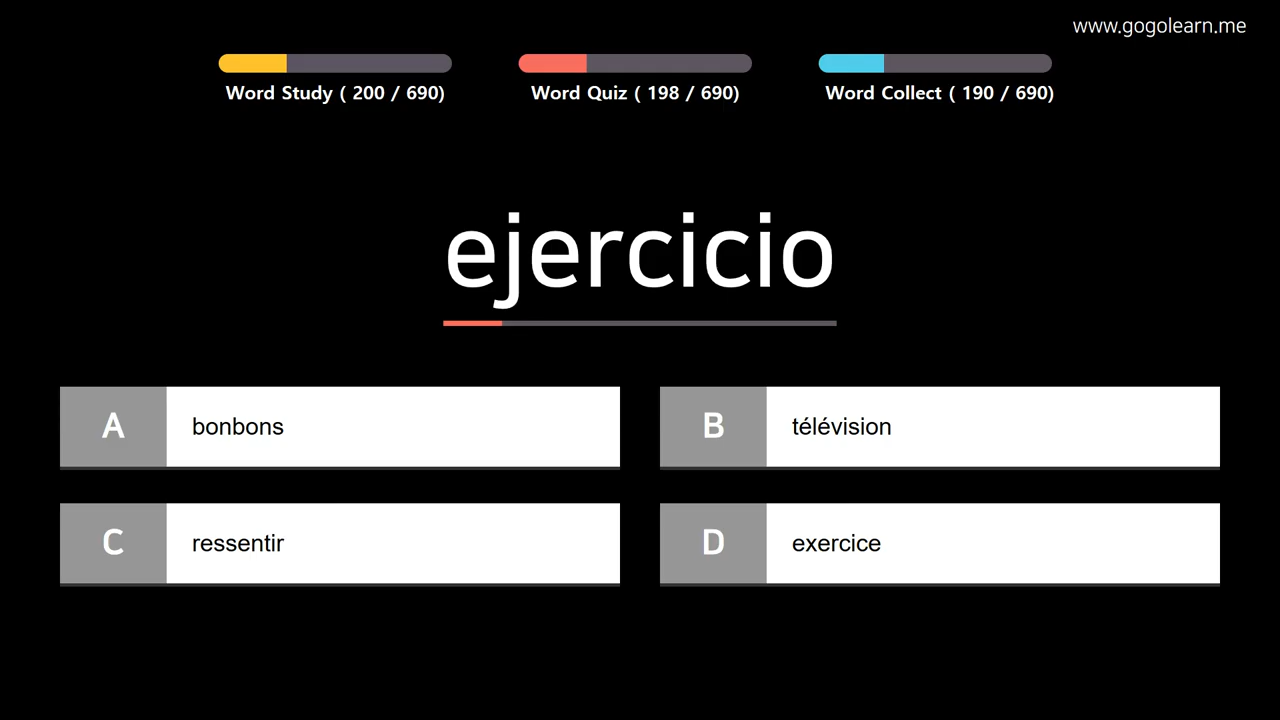 www.gogolearn.me
Word Study ( 200 / 690)
Word Quiz ( 198 / 690)
Word Collect ( 190 / 690)
ejercicio
A bonbons
B télévision
C ressentir
D exercice